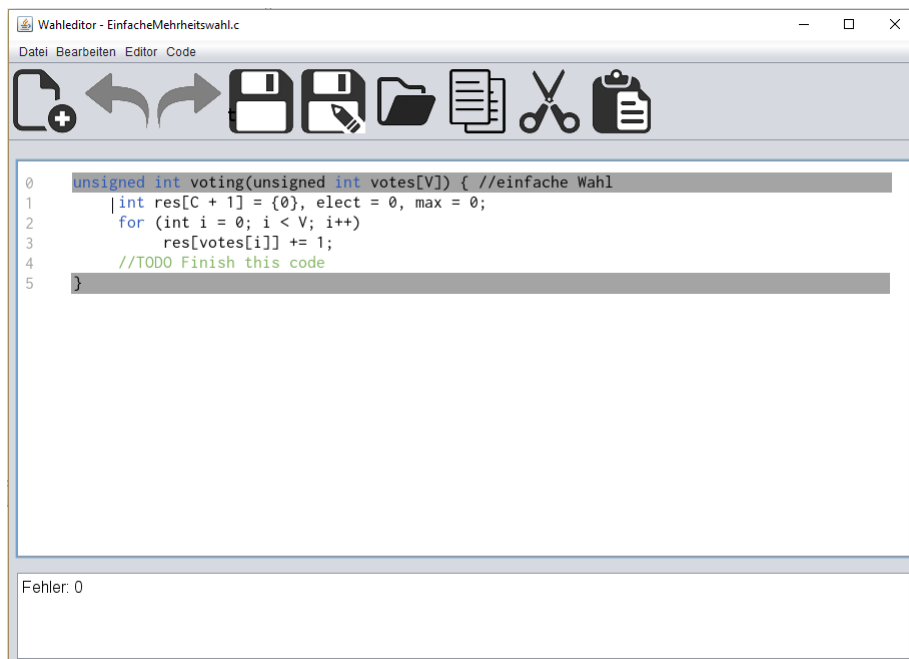 Wahleditor - EinfacheMehrheitswahl.c
Datei Bearbeiten Editor Code
t
0 unsigned int voting(unsigned int votes[V]) { //einfache Wahl
1 int res[C + 1] = {0}, elect = 0, max = 0;
2 for (int i = 0; i < V; i++)
3 res[votes[i]] += 1;
4 //TODO Finish this code
5 }
Fehler: 0